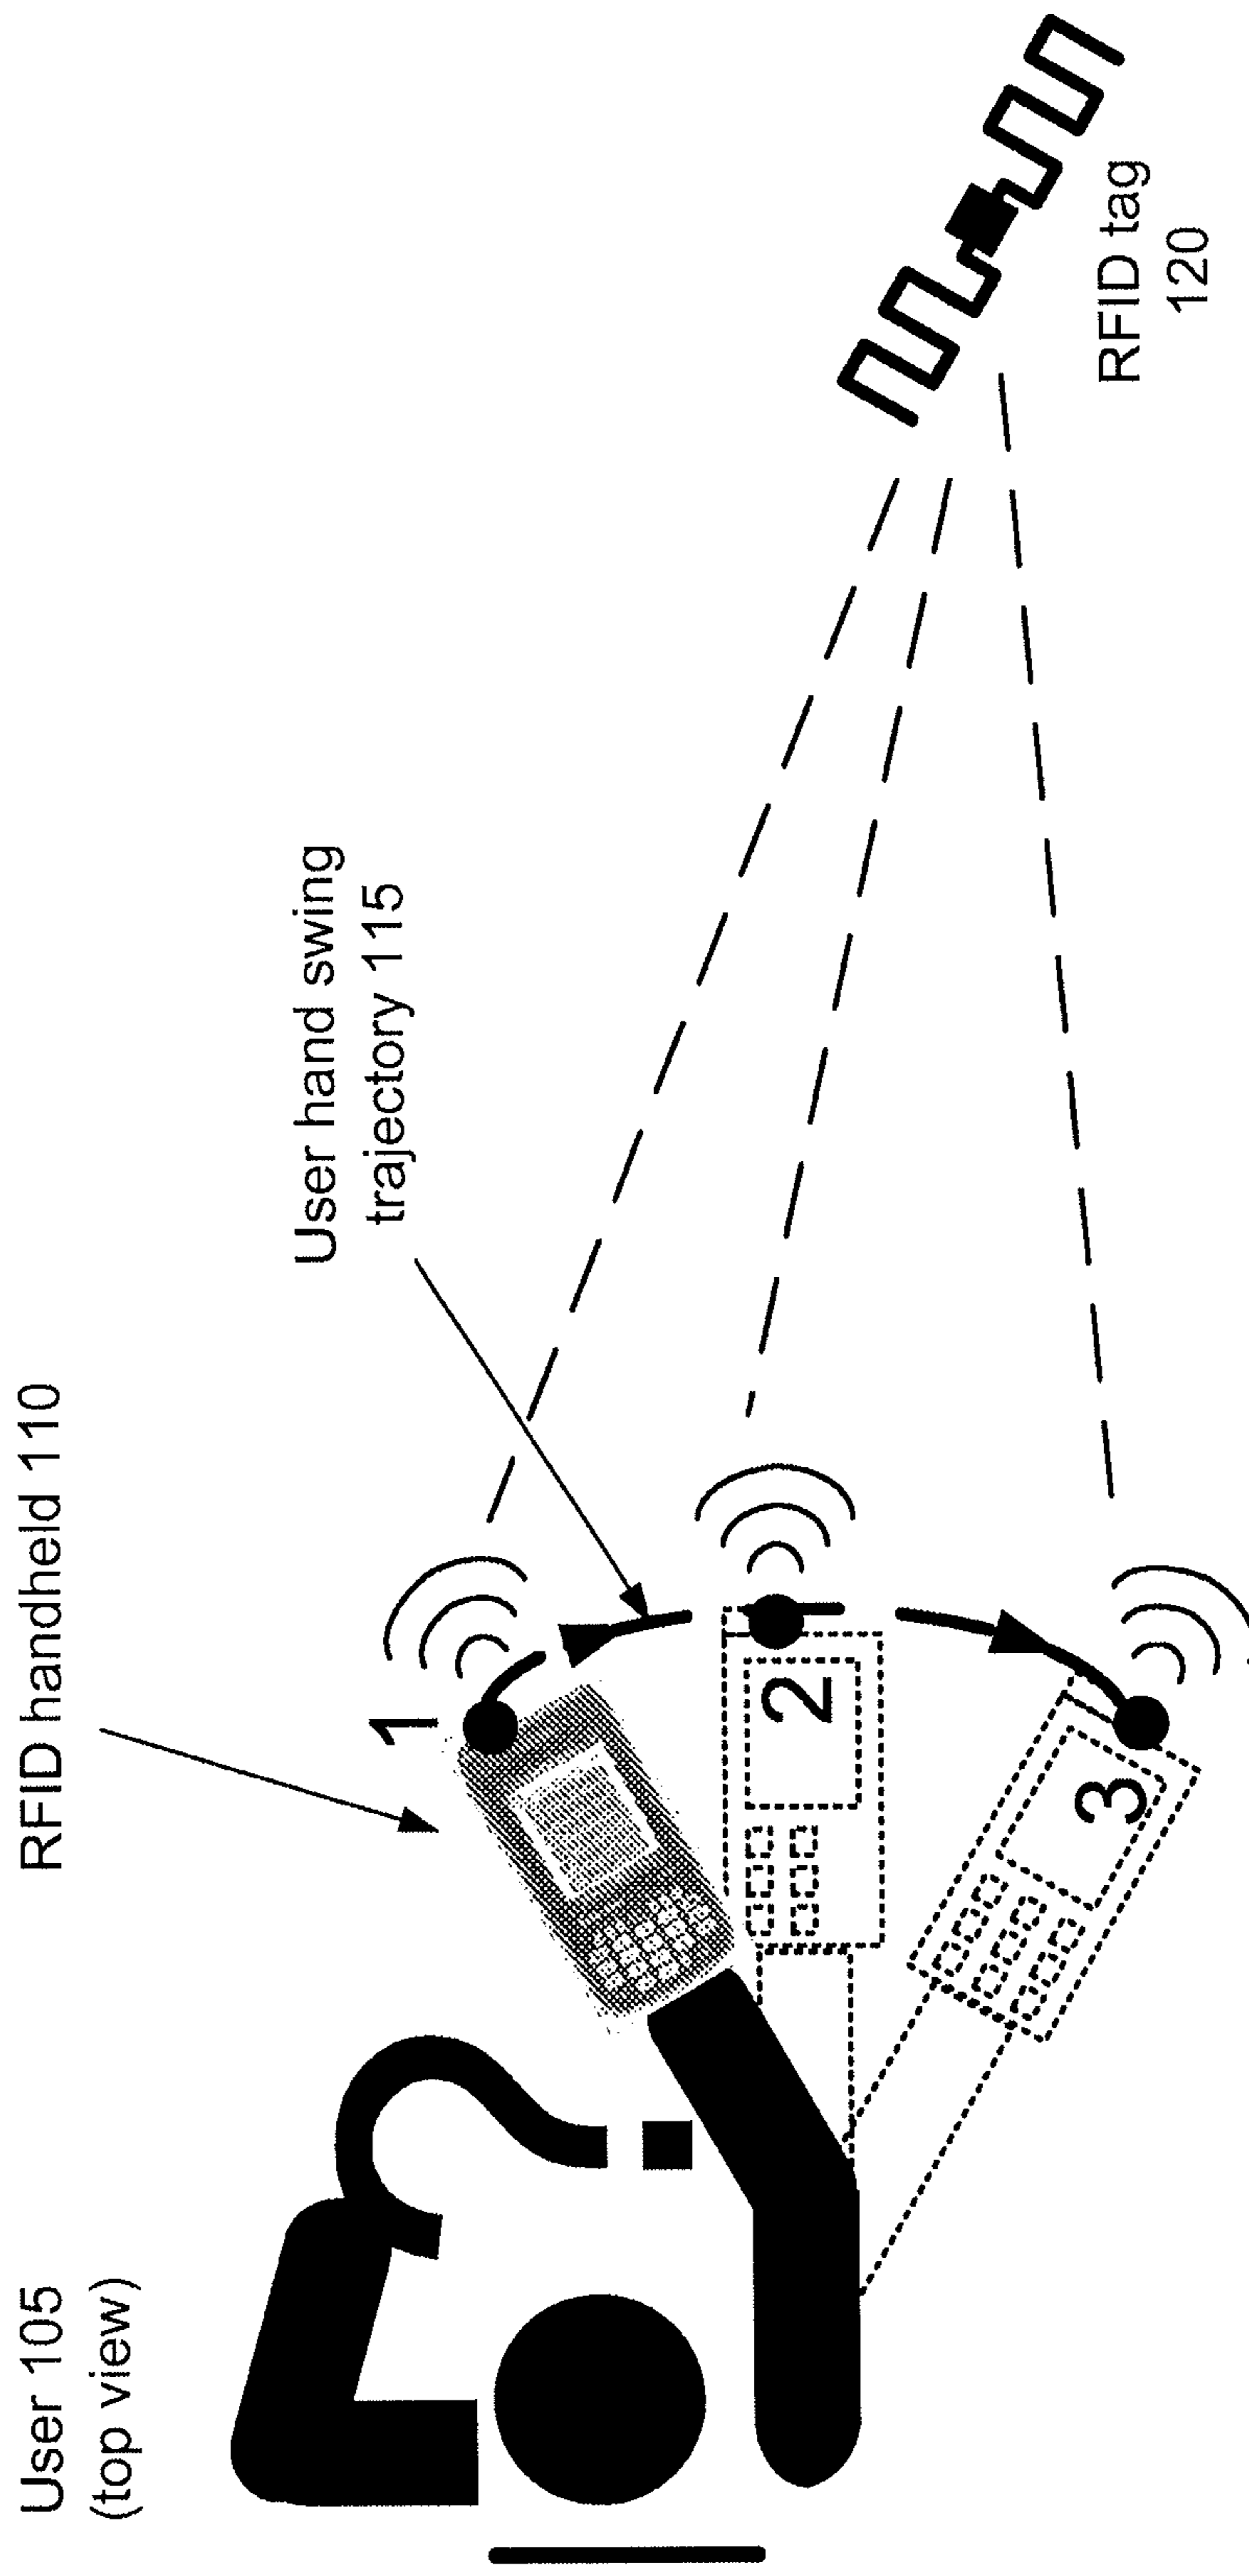 User 105
(top view)
RFID handheld 110
User hand swing
trajectory 115
1
2
3
RFID tag
120